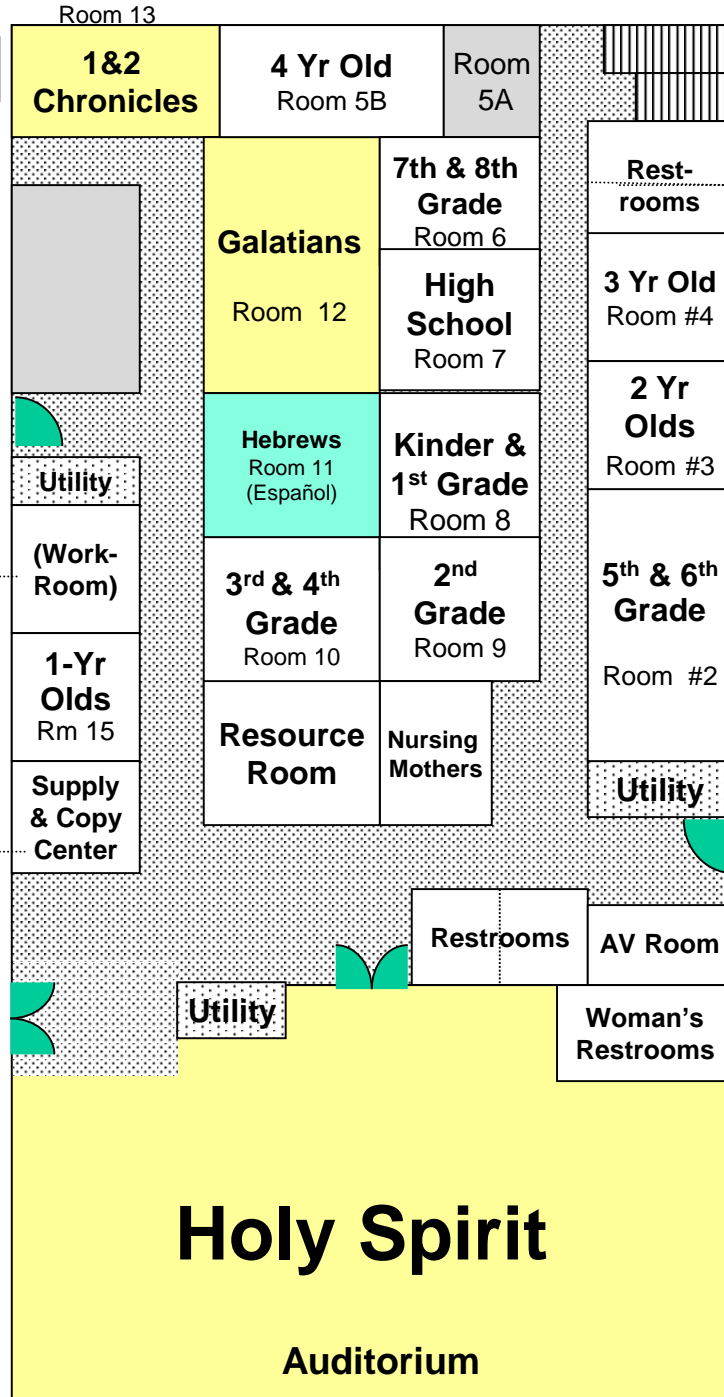 Room 13
1&2
Chronicles
4 Yr Old
Room 5B
Room
5A
7th & 8th
Grade
Room 6
Rest-
rooms
Galatians
Room 12
High
School
Room 7
3 Yr Old
Room #4
2 Yr
Olds
Room #3
Hebrews
Room 11
(Español)
Kinder &
1st Grade
Room 8
Utility
(Work-
Room)
3rd & 4th
Grade
Room 10
2nd
Grade
Room 9
5th & 6th
Grade
Room #2
1-Yr
Olds
Rm 15
Resource
Room
Nursing
Mothers
Supply
& Copy
Center
Utility
Restrooms
AV Room
Utility
Woman’s
Restrooms
Holy Spirit
Auditorium